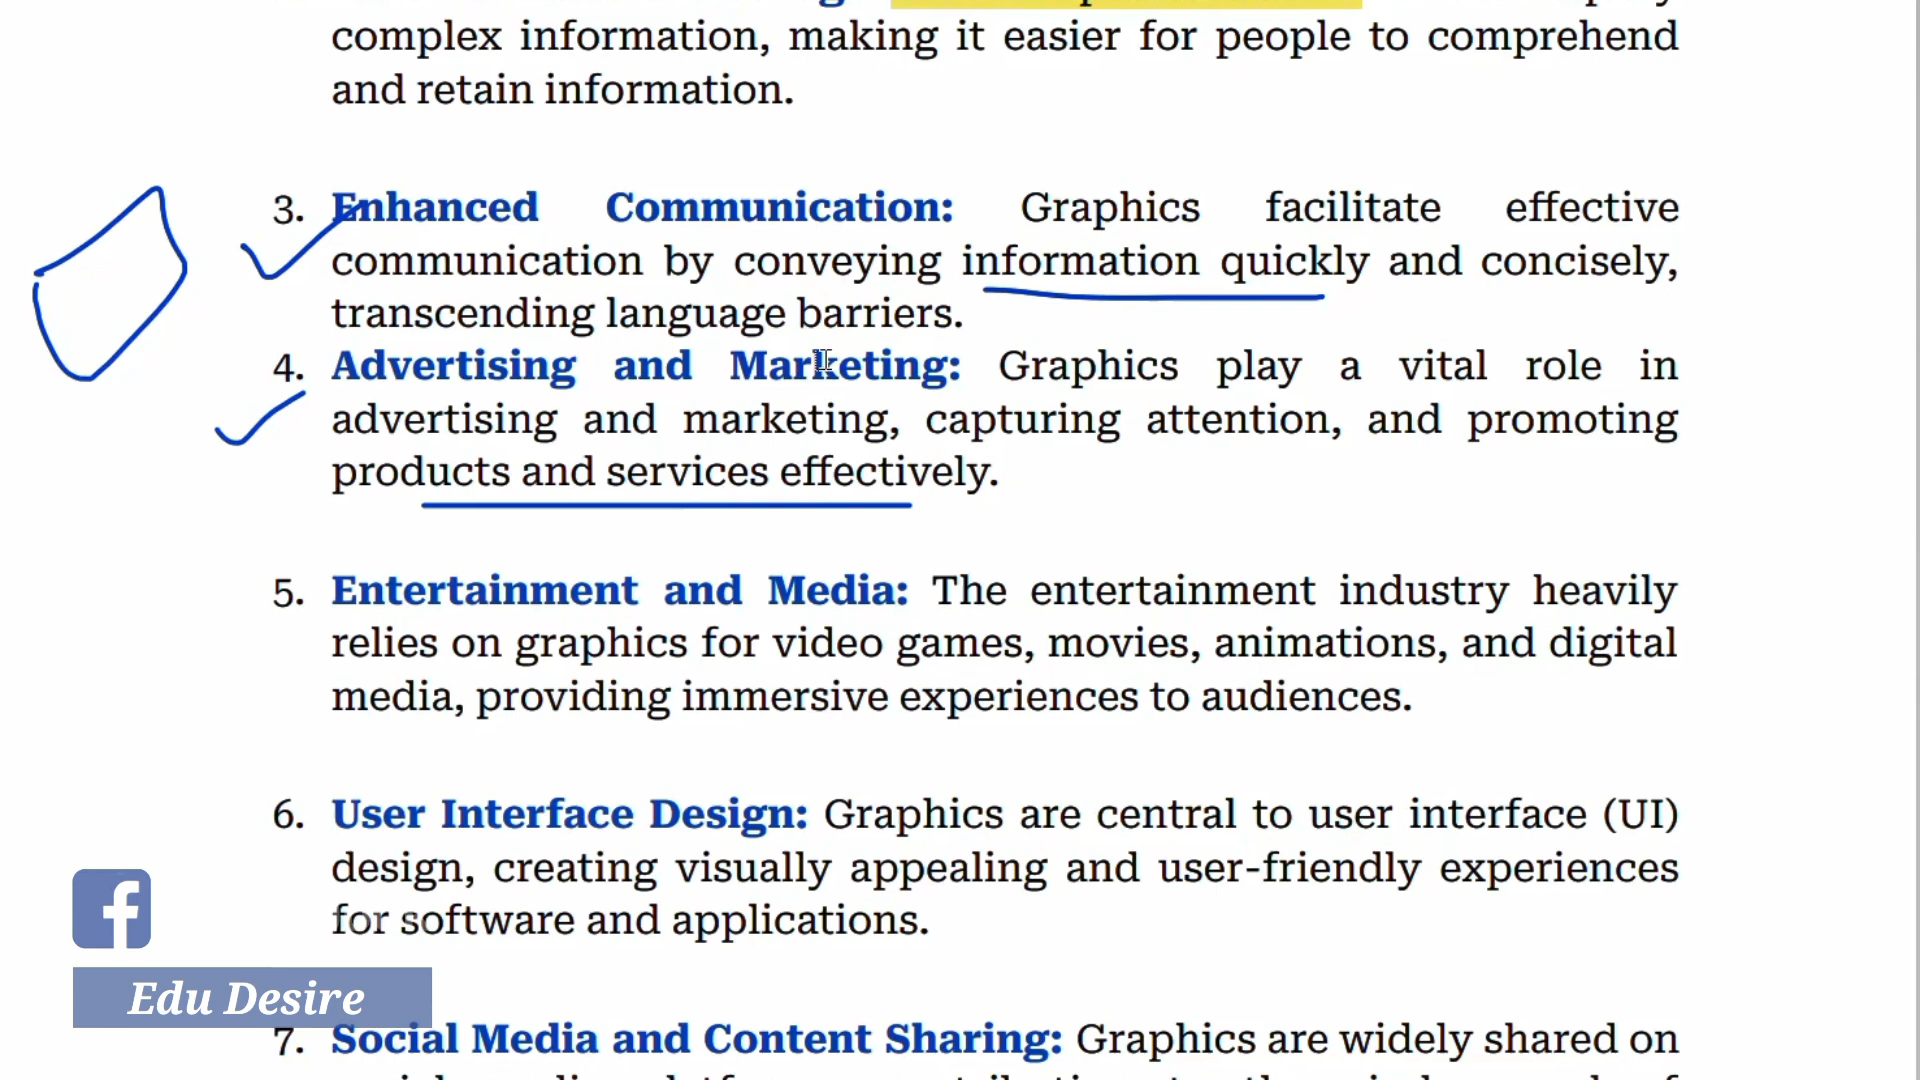 complex information, making it easier for people to comprehend
and retain information.
3. Enhanced Communication: Graphics facilitate effective
communication by conveying information quickly and concisely,
transcending language barriers.
4. Advertising and Marketing: Graphics play a vital role in
advertising and marketing, capturing attention, and promoting
products and services effectively.
5. Entertainment and Media: The entertainment industry heavily
relies on graphics for video games, movies, animations, and digital
media, providing immersive experiences to audiences.
6. User Interface Design: Graphics are central to user interface (UI)
design, creating visually appealing and user-friendly experiences
for software and applications.
Edu Desire
7. Social Media and Content Sharing: Graphics are widely shared on